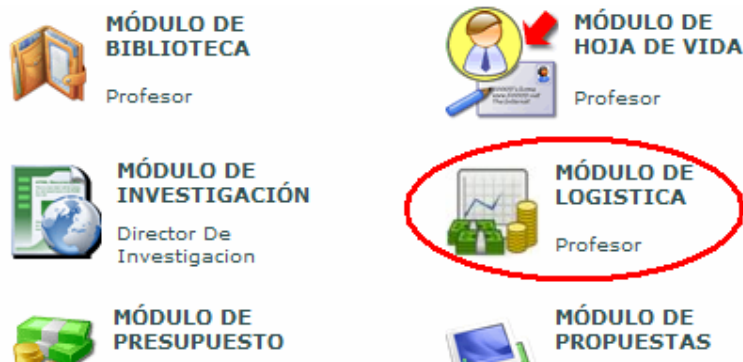 MÓDULO DE
BIBLIOTECA
Profesor
MÓDULO DE
HOJA DE VIDA
Profesor
MÓDULO DE
INVESTIGACIÓN
Director De
Investigacion
MÓDULO DE
LOGISTICA
Profesor
MÓDULO DE
PRESUPUESTO
MÓDULO DE
PROPUESTAS